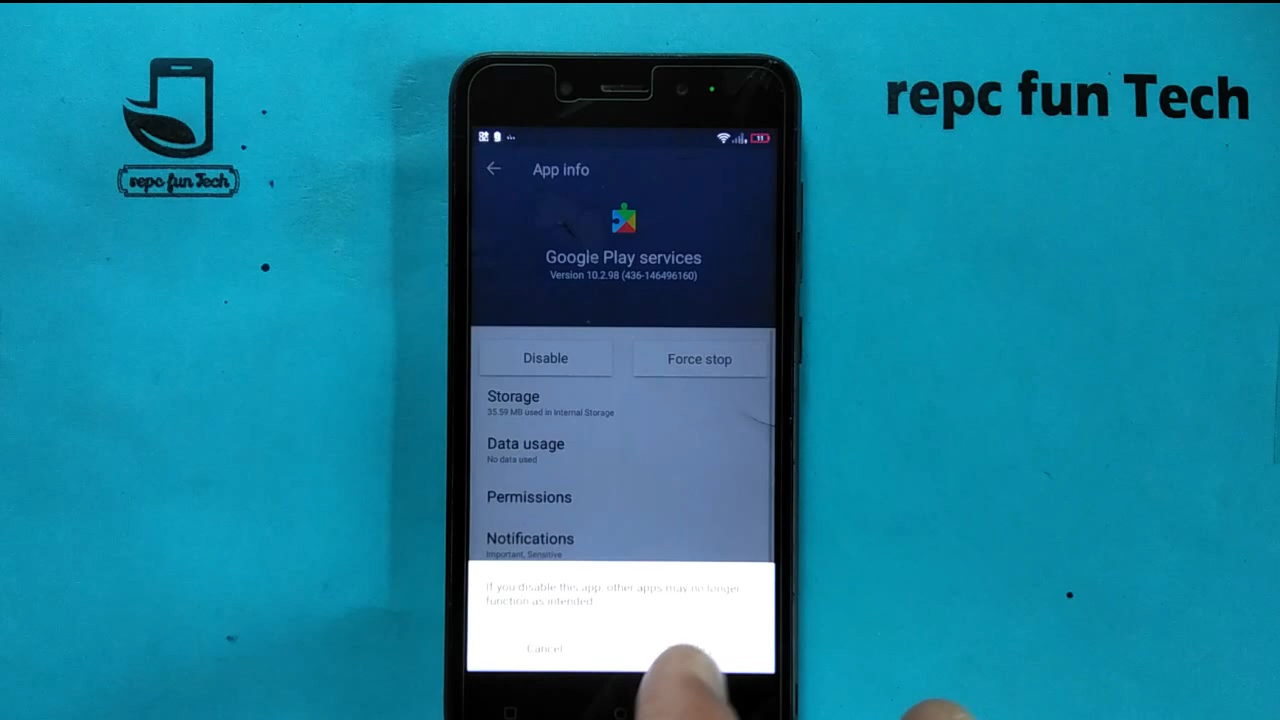 repc fun Tech
repc fun Tech
11
App info
Google Play services
Version 10.2.98 (436-146496160)
Disable
Force stop
Storage
35.59 MB used in Internal Storage
Data usage
No data used
Permissions
Notifications
Important, Sensitive
If you disable this app, other apps may no longer
function as intended.
Cancel